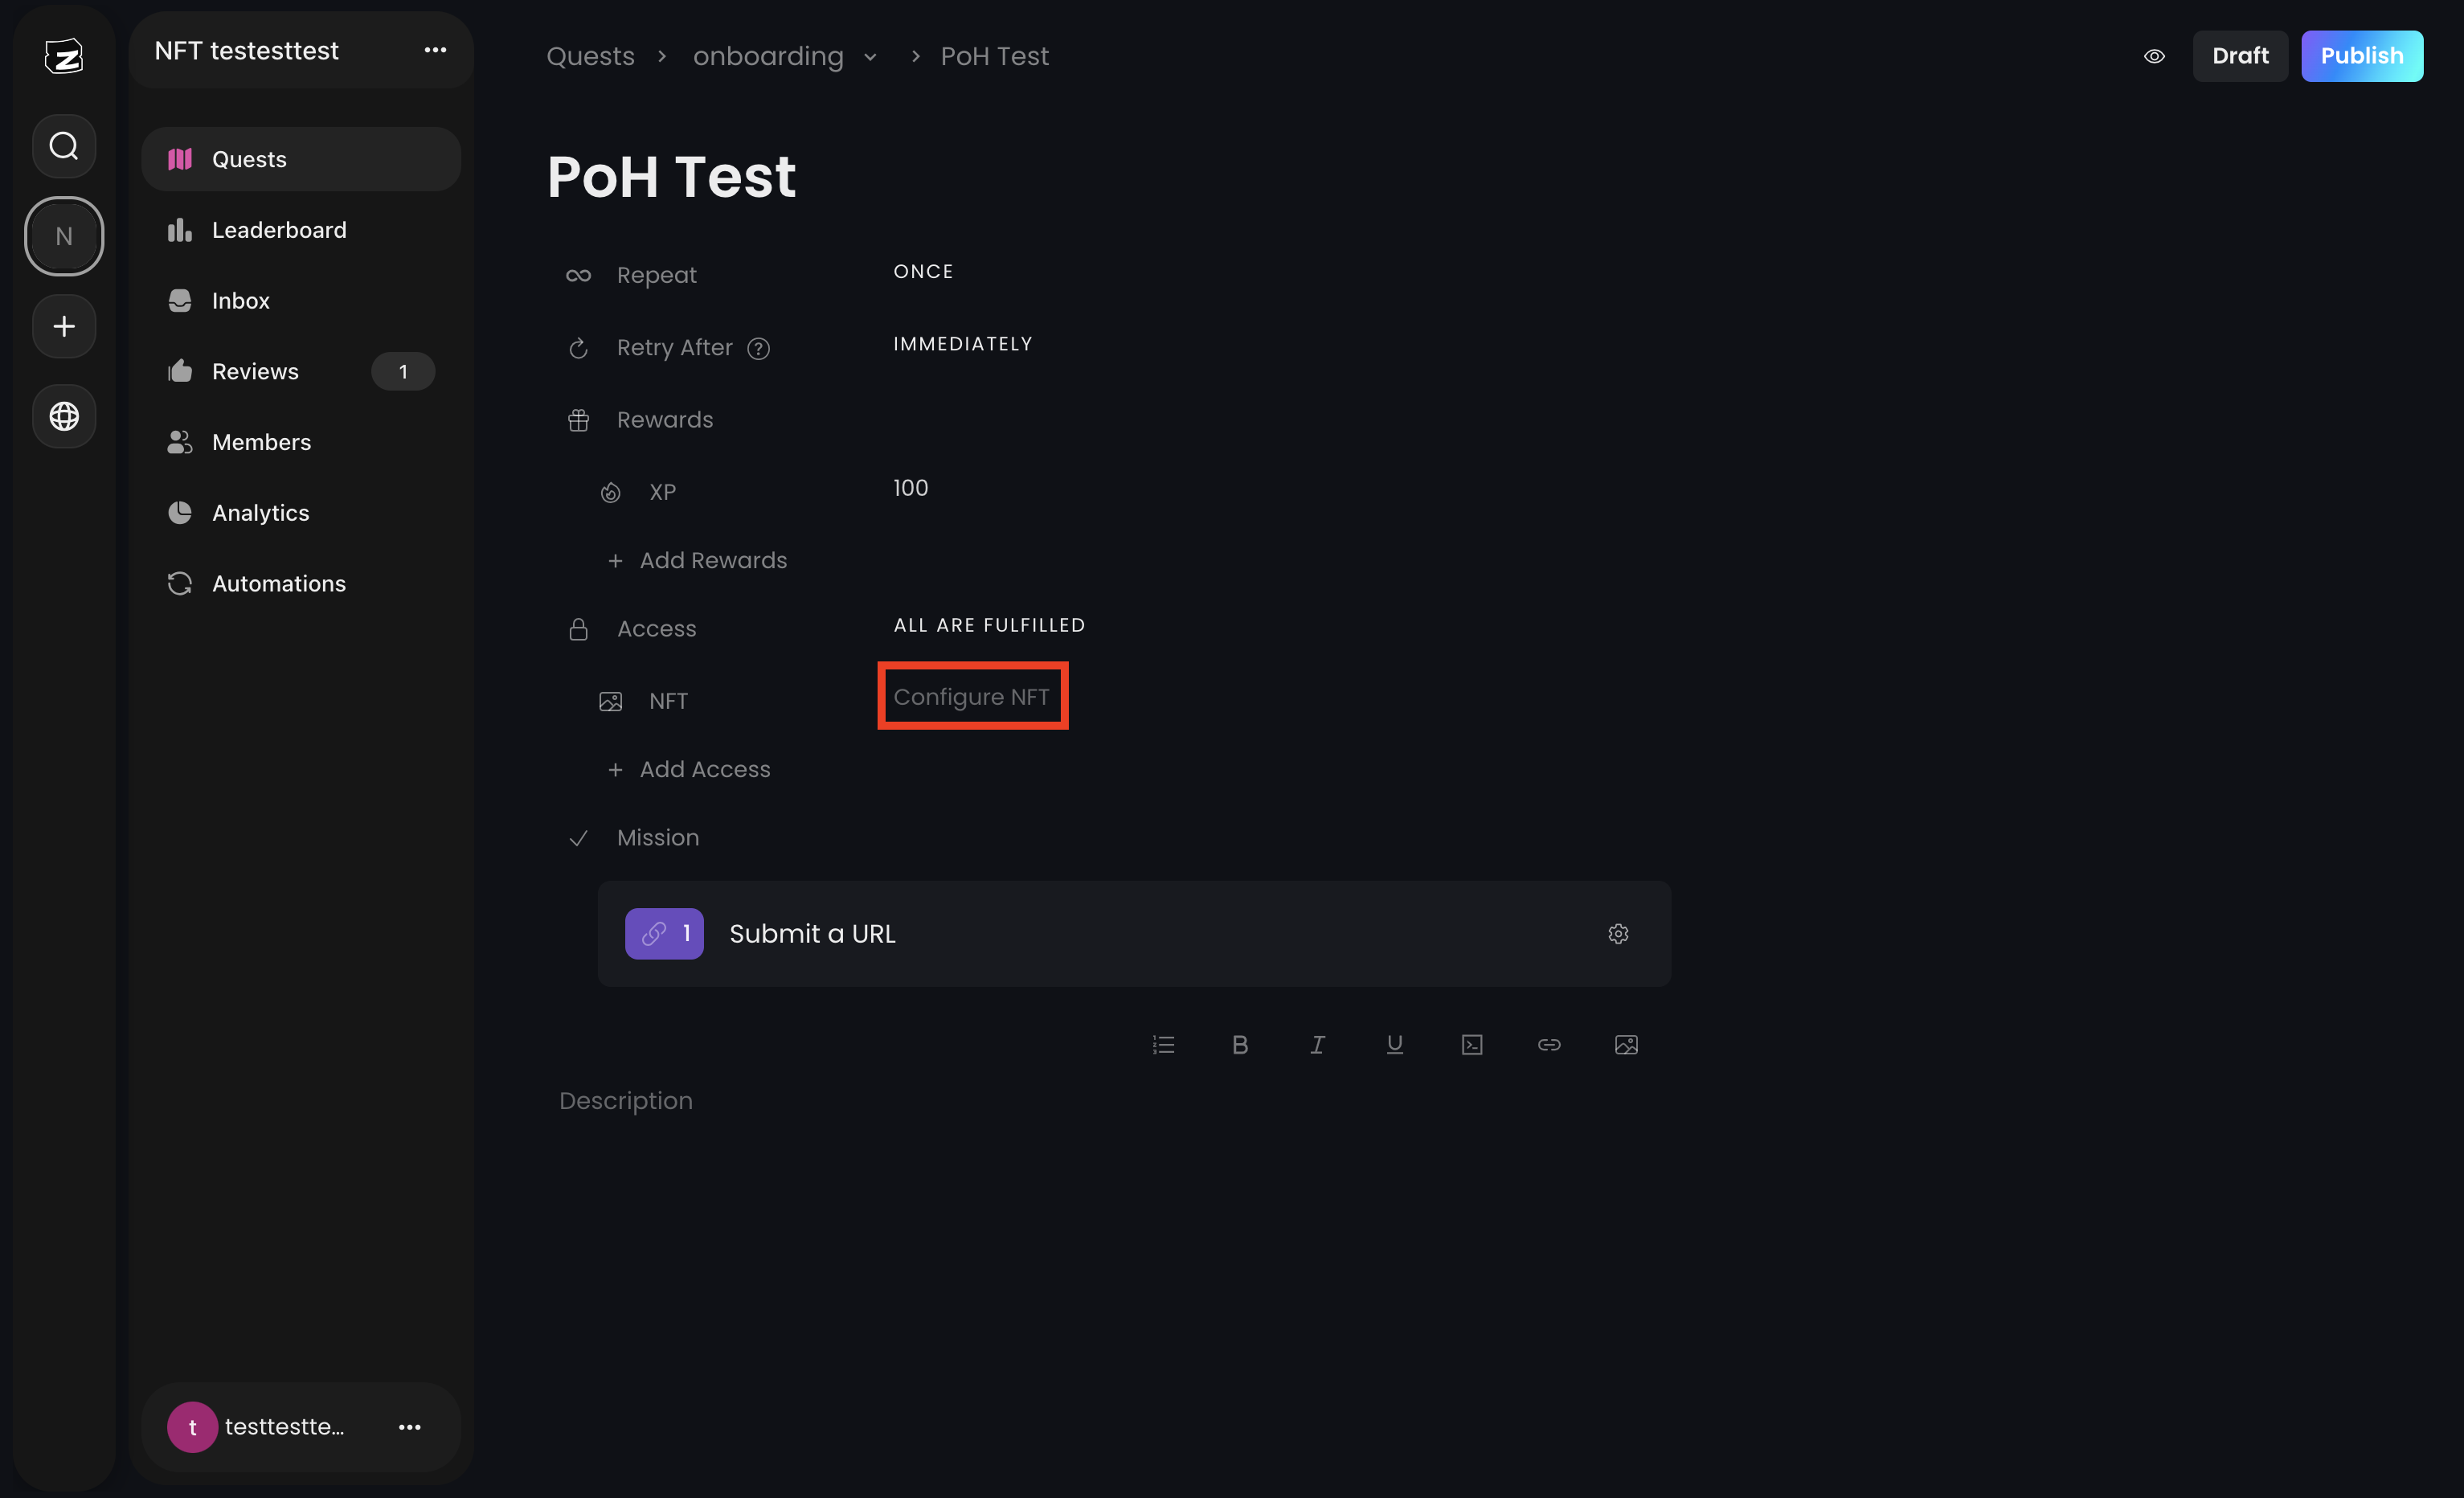 NFT testesttest
N
Quests
Leaderboard
Inbox
Reviews 1
Members
Analytics
Automations
t testtestte...
Quests > onboarding > PoH Test
Draft
Publish
PoH Test
Repeat ONCE
Retry After ? IMMEDIATELY
Rewards
XP 100
+ Add Rewards
Access ALL ARE FULFILLED
NFT Configure NFT
+ Add Access
Mission
1 Submit a URL
B I U
Description